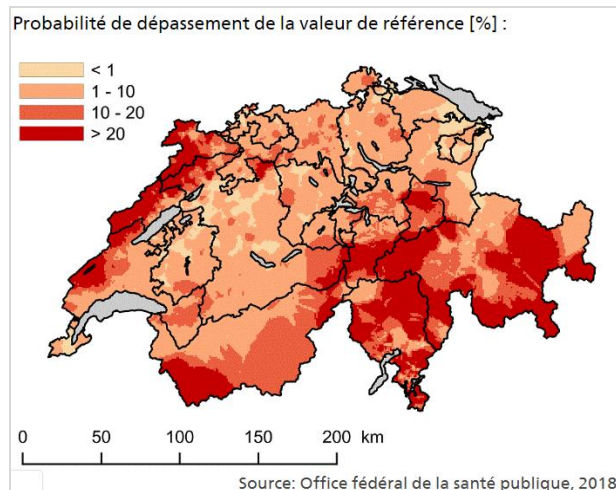 Probabilité de dépassement de la valeur de référence [%] :
< 1
1 - 10
10 - 20
> 20
0 50 100 150 200 km
Source: Office fédéral de la santé publique, 2018